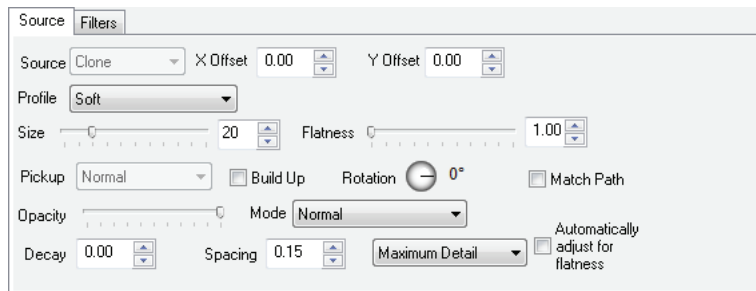 Source Filters
Source Clone X Offset 0.00 Y Offset 0.00
Profile Soft
Size 20 Flatness 1.00
Pickup Normal Build Up Rotation 0° Match Path
Opacity Mode Normal
Decay 0.00 Spacing 0.15 Maximum Detail
Automatically
adjust for
flatness